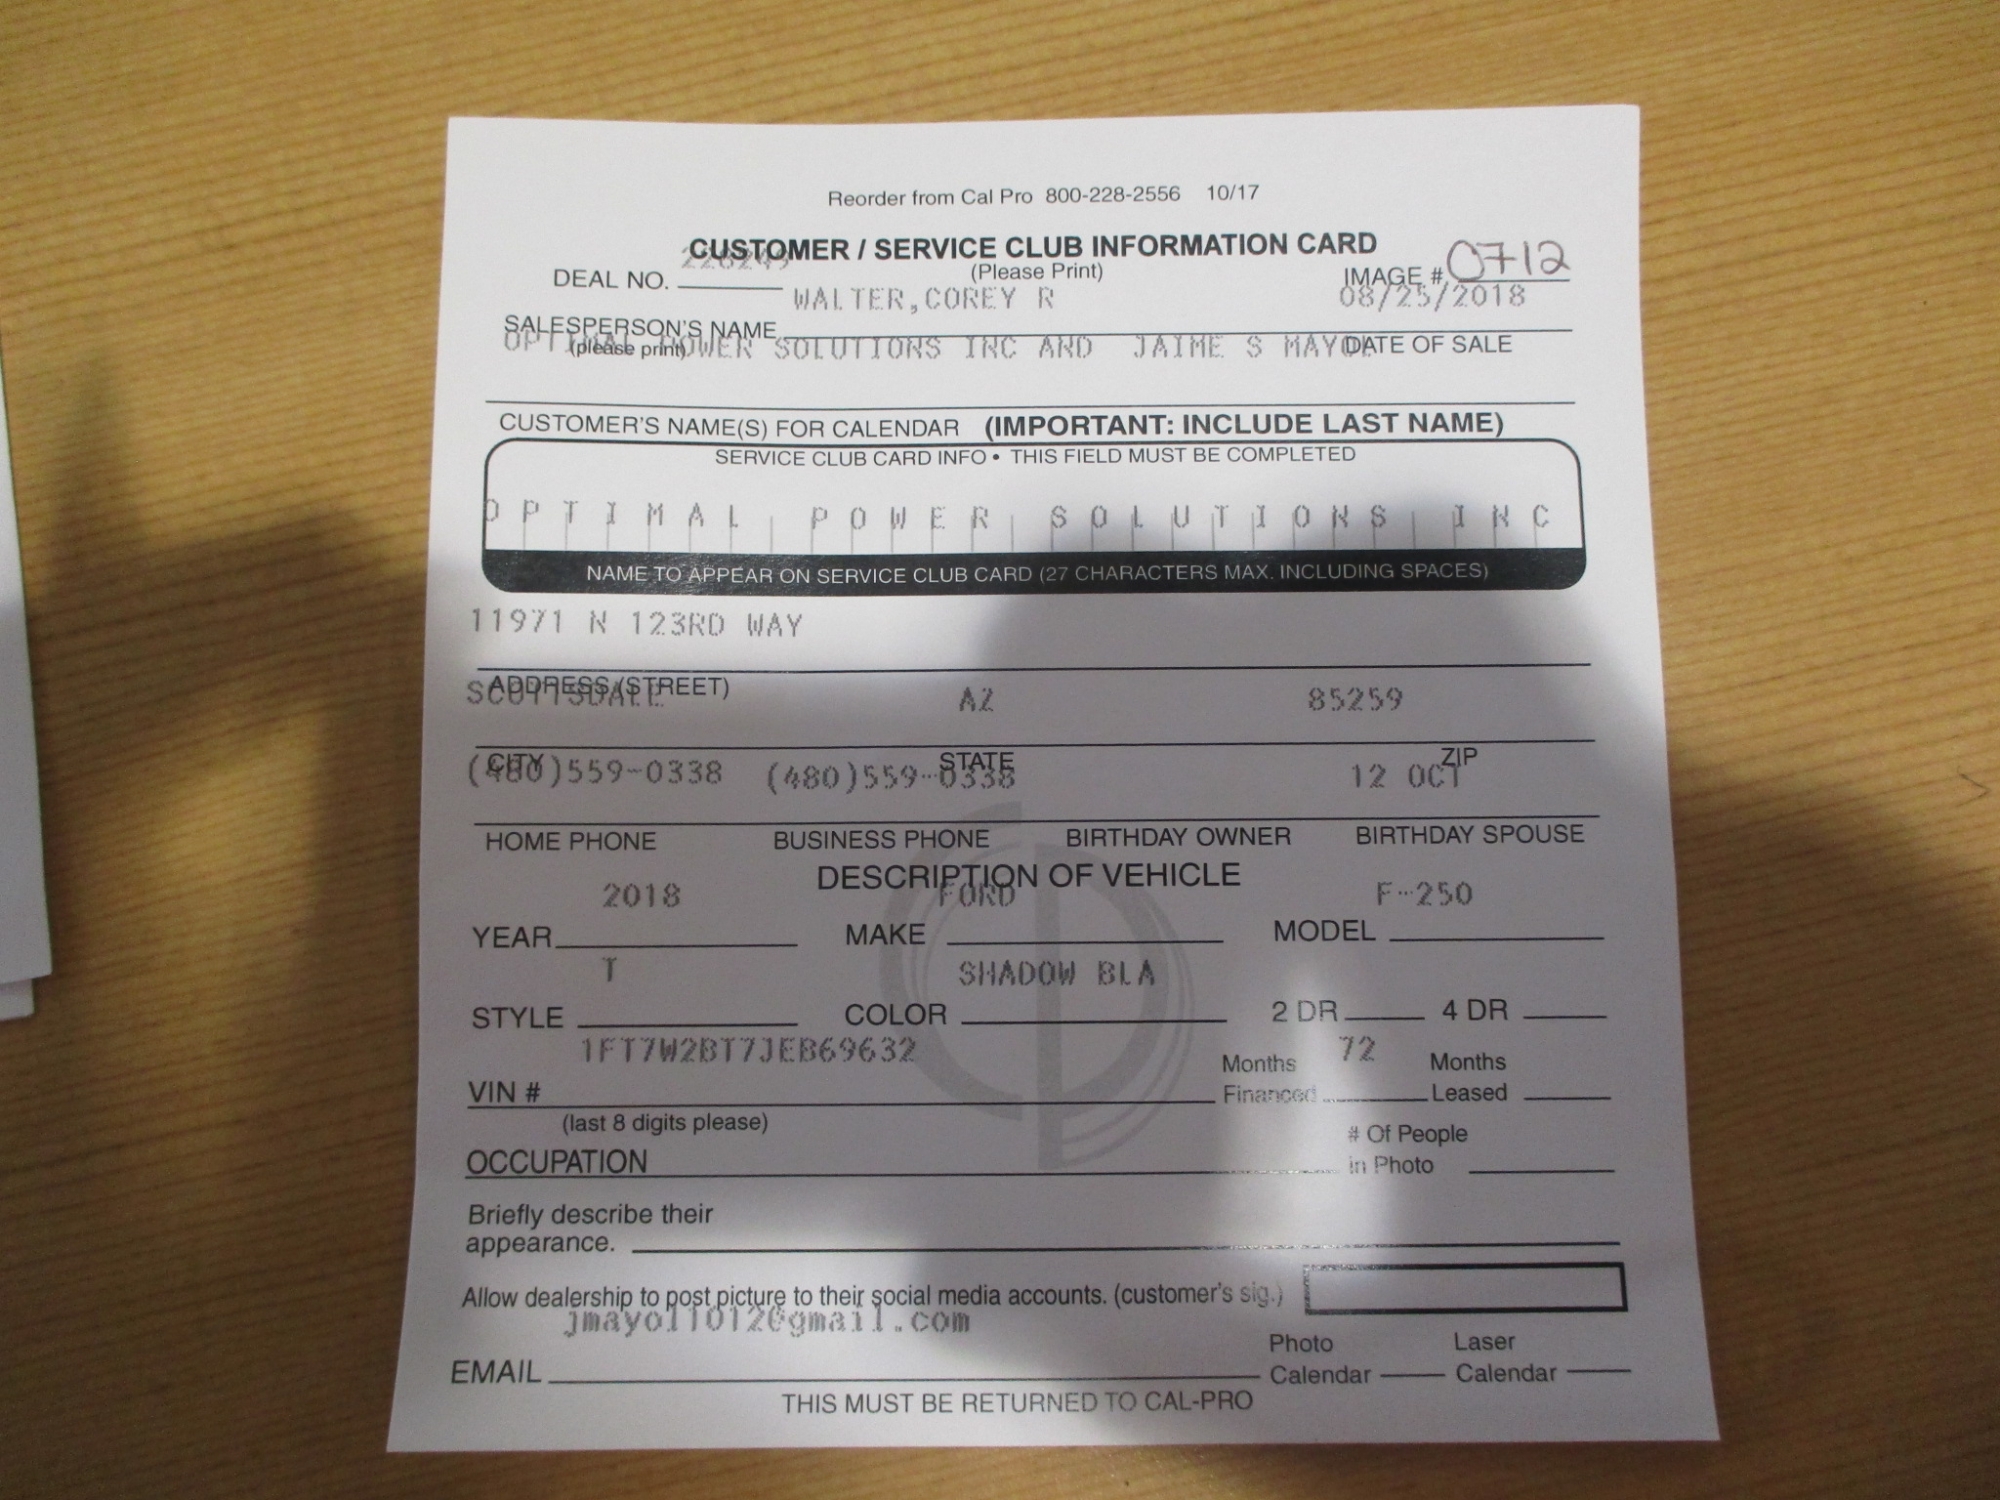 Reorder from Cal Pro 800-228-2556 10/17
CUSTOMER / SERVICE CLUB INFORMATION CARD
(Please Print)
DEAL NO. IMAGE # 0712
WALTER,COREY R 08/25/2018
SALESPERSON'S NAME
(please print) DATE OF SALE
OPTIMAL POWER SOLUTIONS INC AND JAIME S
CUSTOMER'S NAME(S) FOR CALENDAR (IMPORTANT: INCLUDE LAST NAME)
SERVICE CLUB CARD INFO • THIS FIELD MUST BE COMPLETED
OPTIMAL POWER SOLUTIONS INC
NAME TO APPEAR ON SERVICE CLUB CARD (27 CHARACTERS MAX. INCLUDING SPACES)
11971 N 123RD WAY
ADDRESS (STREET)
SCOTTSDALE AZ 85259
CITY STATE ZIP
(480)559-0338 (480)559-0338 12 OCT
HOME PHONE BUSINESS PHONE BIRTHDAY OWNER BIRTHDAY SPOUSE
DESCRIPTION OF VEHICLE
2018 FORD F-250
YEAR MAKE MODEL
T SHADOW BLA
STYLE COLOR 2 DR 4 DR
1FT7W2BT7JEB69632 72
VIN # Months Financed Months Leased
(last 8 digits please)
# Of People
OCCUPATION in Photo
Briefly describe their
appearance.
Allow dealership to post picture to their social media accounts. (customer's sig.)
jmayol1012@gmail.com
Photo Laser
EMAIL Calendar Calendar
THIS MUST BE RETURNED TO CAL-PRO